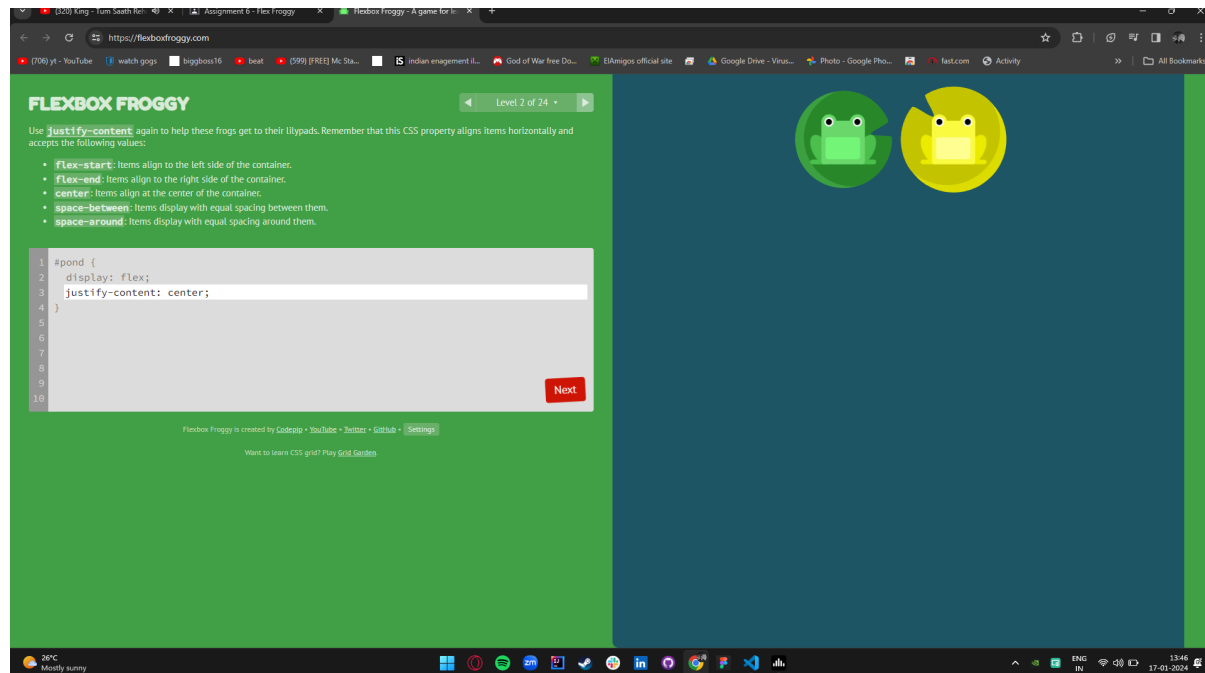 (320) King - Tum Saath Reh
Assignment 6 - Flex Froggy
Flexbox Froggy - A game for le
https://flexboxfroggy.com
(706) yt - YouTube
watch gogs
biggboss16
beat
(599) [FREE] Mc Sta...
indian enagement il...
God of War free Do...
ElAmigos official site
Google Drive - Virus...
Photo - Google Pho...
fast.com
Activity
»
All Bookmarks
FLEXBOX FROGGY
Level 2 of 24
Use justify-content again to help these frogs get to their lilypads. Remember that this CSS property aligns items horizontally and
accepts the following values:
• flex-start: Items align to the left side of the container.
• flex-end: Items align to the right side of the container.
• center: Items align at the center of the container.
• space-between: Items display with equal spacing between them.
• space-around: Items display with equal spacing around them.
1 #pond {
2 display: flex;
3 justify-content: center;
4 }
5
6
7
8
9
10
Next
Flexbox Froggy is created by Codepip • YouTube • Twitter • GitHub • Settings
Want to learn CSS grid? Play Grid Garden.
26°C
Mostly sunny
zm
in
ENG
IN
13:46
17-01-2024